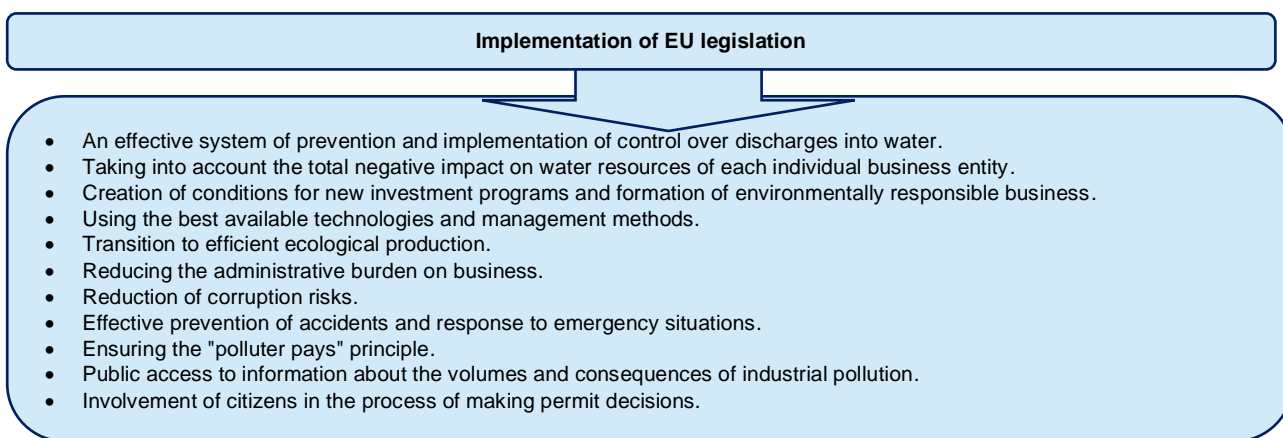 Implementation of EU legislation
• An effective system of prevention and implementation of control over discharges into water.
• Taking into account the total negative impact on water resources of each individual business entity.
• Creation of conditions for new investment programs and formation of environmentally responsible business.
• Using the best available technologies and management methods.
• Transition to efficient ecological production.
• Reducing the administrative burden on business.
• Reduction of corruption risks.
• Effective prevention of accidents and response to emergency situations.
• Ensuring the "polluter pays" principle.
• Public access to information about the volumes and consequences of industrial pollution.
• Involvement of citizens in the process of making permit decisions.